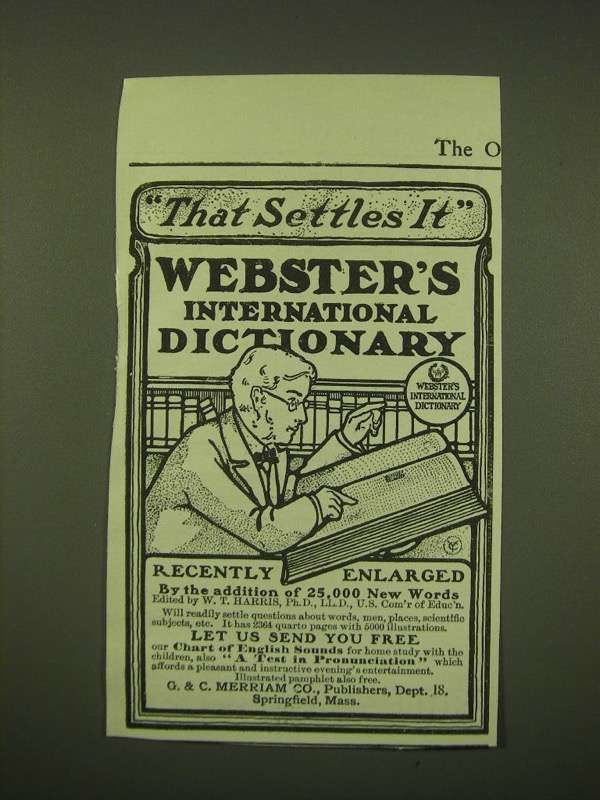 The O
"That Settles It"
WEBSTER'S
INTERNATIONAL
DICTIONARY
WEBSTER'S
INTERNATIONAL
DICTIONARY
RECENTLY ENLARGED
By the addition of 25,000 New Words
Edited by W. T. HARRIS, Ph.D., LL.D., U.S. Com'r of Educ'n.
Will readily settle questions about words, men, places, scientific
subjects, etc. It has 2364 quarto pages with 5000 illustrations.
LET US SEND YOU FREE
our Chart of English Sounds for home study with the
children, also "A Test in Pronunciation" which
affords a pleasant and instructive evening's entertainment.
Illustrated pamphlet also free.
G. & C. MERRIAM CO., Publishers, Dept. 18,
Springfield, Mass.